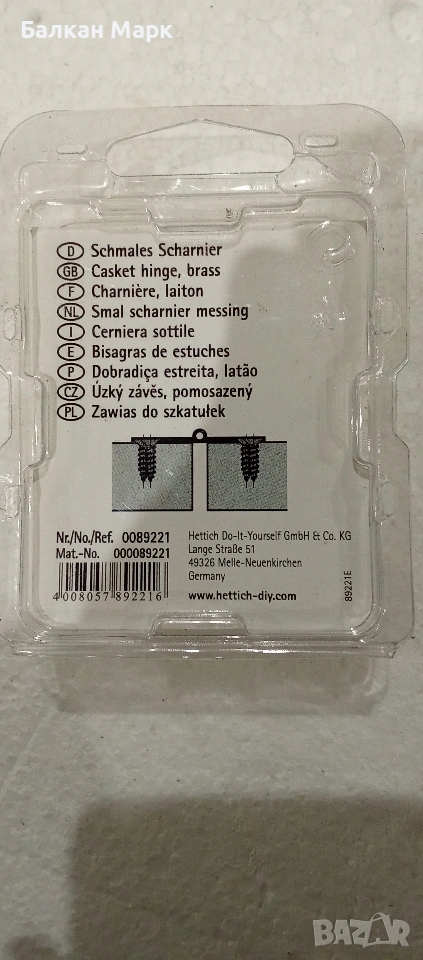 Балкан Марк
D Schmales Scharnier
GB Casket hinge, brass
F Charnière, laiton
NL Smal scharnier messing
I Cerniera sottile
E Bisagras de estuches
P Dobradiça estreita, latão
CZ Úzký závěs, pomosazený
PL Zawias do szkatułek
Nr./No./Ref. 0089221
Mat.-No. 000089221
4 008057 892216
Hettich Do-It-Yourself GmbH & Co. KG
Lange Straße 51
49326 Melle-Neuenkirchen
Germany
www.hettich-diy.com
89221E
BAZAR